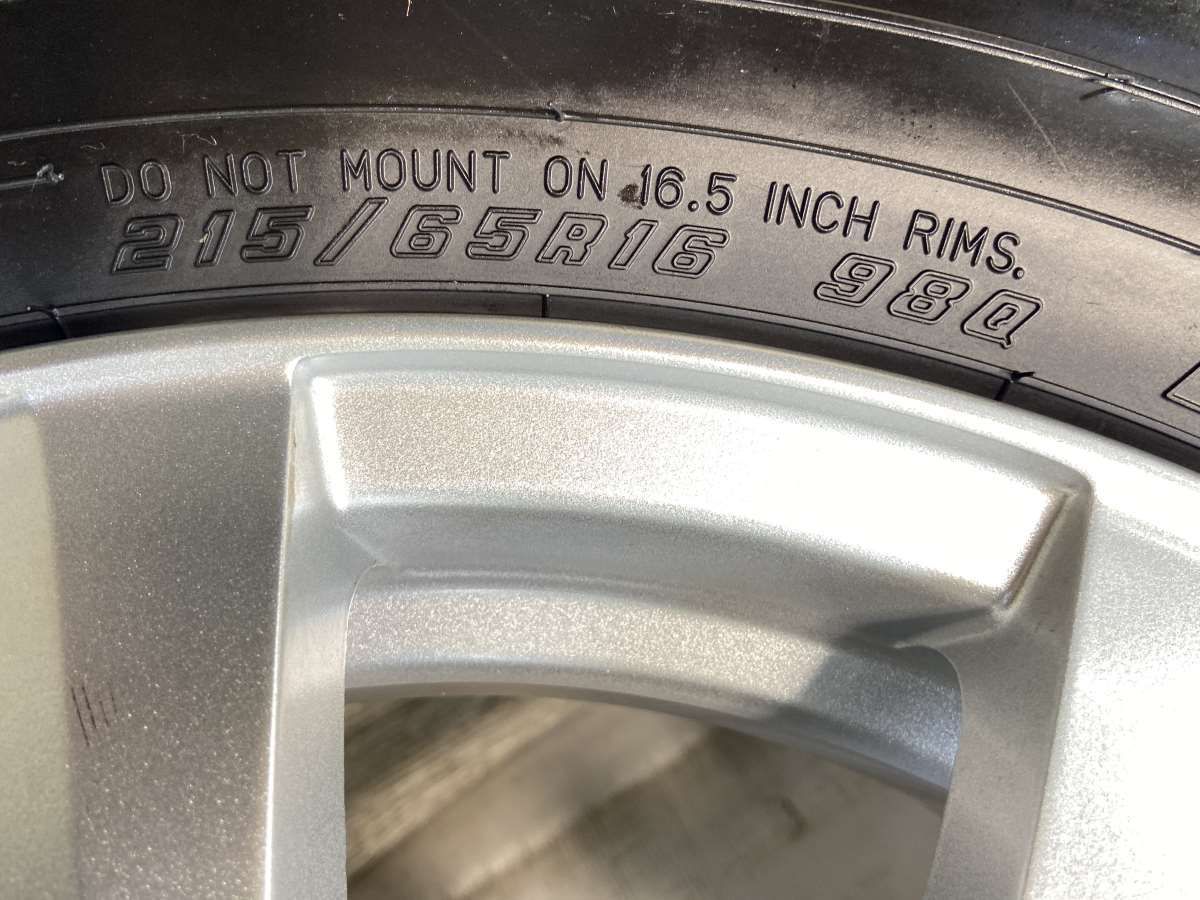 DO NOT MOUNT ON 16.5 INCH RIMS.
215/65R16 98Q